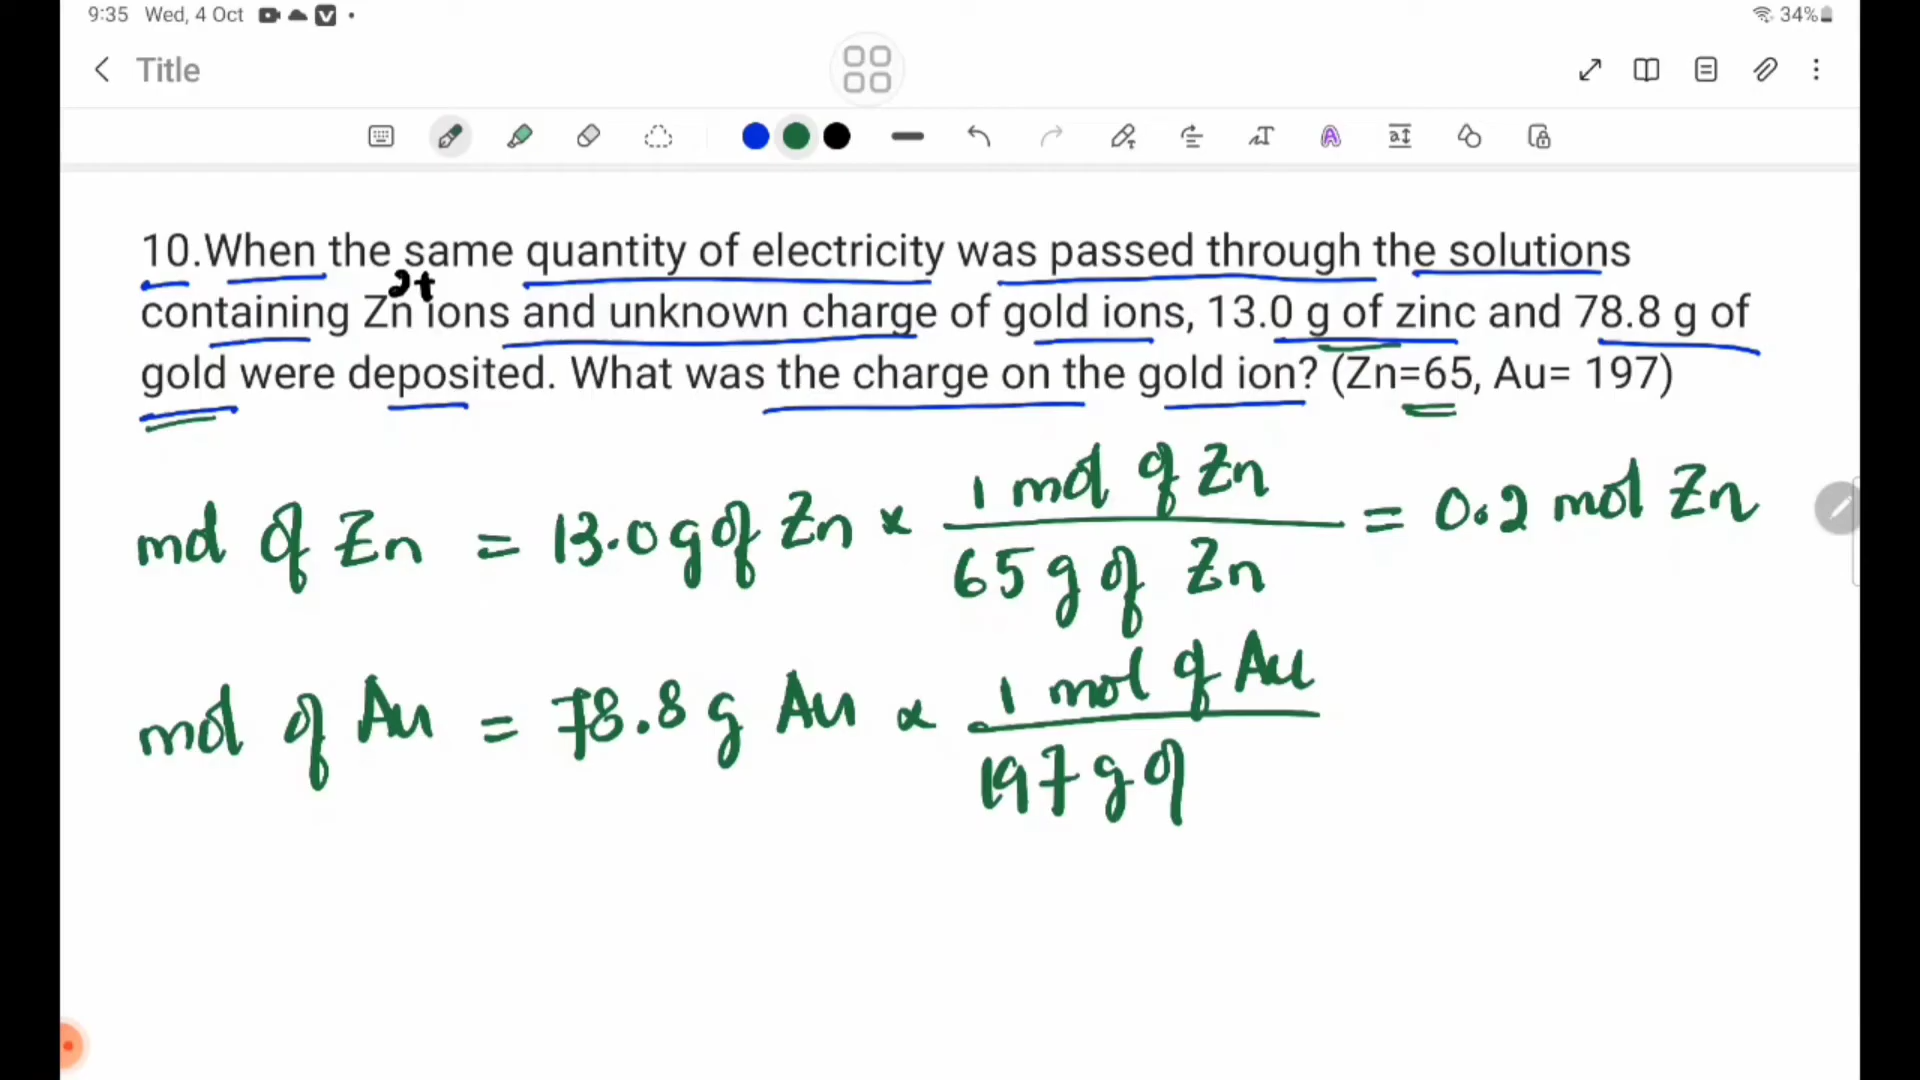 9:35 Wed, 4 Oct V 34%
Title
10.When the same quantity of electricity was passed through the solutions
containing Zn2+ ions and unknown charge of gold ions, 13.0 g of zinc and 78.8 g of
gold were deposited. What was the charge on the gold ion? (Zn=65, Au= 197)
1 mol of Zn
mol of Zn = 13.0g of Zn × = 0.2 mol Zn
65g of Zn
1 mol of Au
mol of Au = 78.8 g Au ×
197g of